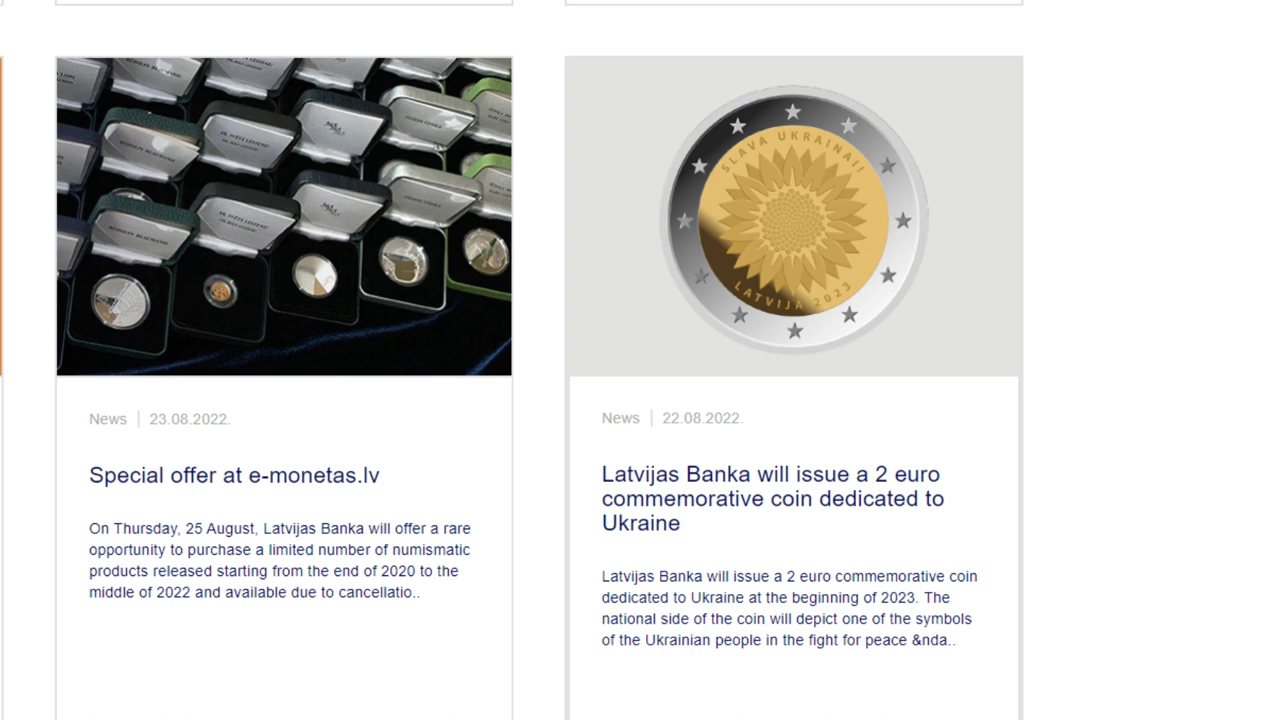 SLAVA UKRAINAI!
LATVIJA 2023
News | 23.08.2022.
Special offer at e-monetas.lv
On Thursday, 25 August, Latvijas Banka will offer a rare
opportunity to purchase a limited number of numismatic
products released starting from the end of 2020 to the
middle of 2022 and available due to cancellatio..
News | 22.08.2022.
Latvijas Banka will issue a 2 euro
commemorative coin dedicated to
Ukraine
Latvijas Banka will issue a 2 euro commemorative coin
dedicated to Ukraine at the beginning of 2023. The
national side of the coin will depict one of the symbols
of the Ukrainian people in the fight for peace &nda..